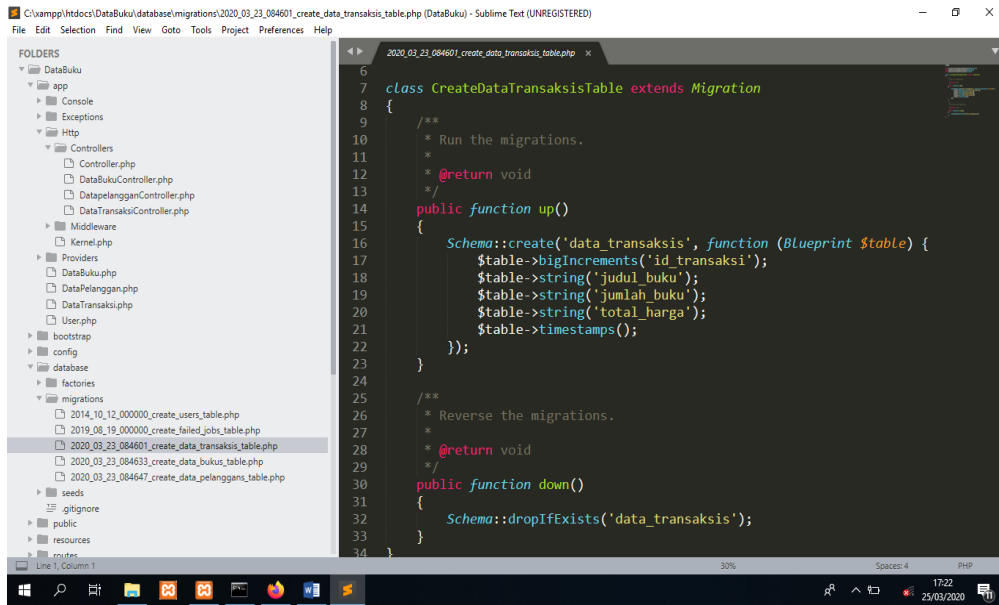 C:\xampp\htdocs\DataBuku\database\migrations\2020_03_23_084601_create_data_transaksis_table.php (DataBuku) - Sublime Text (UNREGISTERED)
File Edit Selection Find View Goto Tools Project Preferences Help
FOLDERS
DataBuku
app
Console
Exceptions
Http
Controllers
Controller.php
DataBukuController.php
DatapelangganController.php
DataTransaksiController.php
Middleware
Kernel.php
Providers
DataBuku.php
DataPelanggan.php
DataTransaksi.php
User.php
bootstrap
config
database
factories
migrations
2014_10_12_000000_create_users_table.php
2019_08_19_000000_create_failed_jobs_table.php
2020_03_23_084601_create_data_transaksis_table.php
2020_03_23_084633_create_data_bukus_table.php
2020_03_23_084647_create_data_pelanggans_table.php
seeds
.gitignore
public
resources
routes
2020_03_23_084601_create_data_transaksis_table.php ×
6
7 class CreateDataTransaksisTable extends Migration
8 {
9 /**
10 * Run the migrations.
11 *
12 * @return void
13 */
14 public function up()
15 {
16 Schema::create('data_transaksis', function (Blueprint $table) {
17 $table->bigIncrements('id_transaksi');
18 $table->string('judul_buku');
19 $table->string('jumlah_buku');
20 $table->string('total_harga');
21 $table->timestamps();
22 });
23 }
24
25 /**
26 * Reverse the migrations.
27 *
28 * @return void
29 */
30 public function down()
31 {
32 Schema::dropIfExists('data_transaksis');
33 }
34 }
Line 1, Column 1 30% Spaces: 4 PHP
17:22
25/03/2020
11